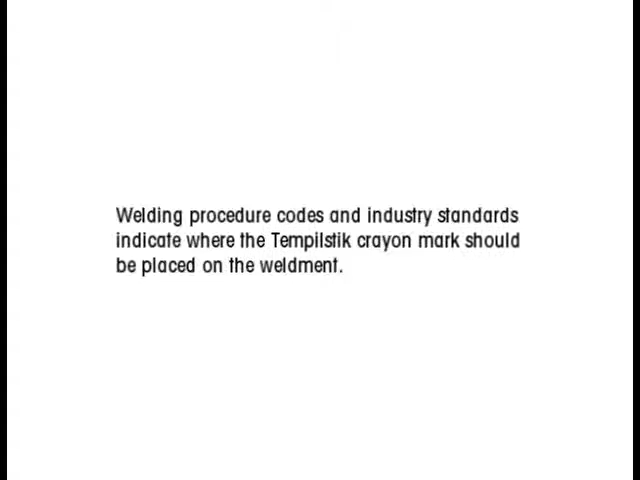 Welding procedure codes and industry standards
indicate where the Tempilstik crayon mark should
be placed on the weldment.